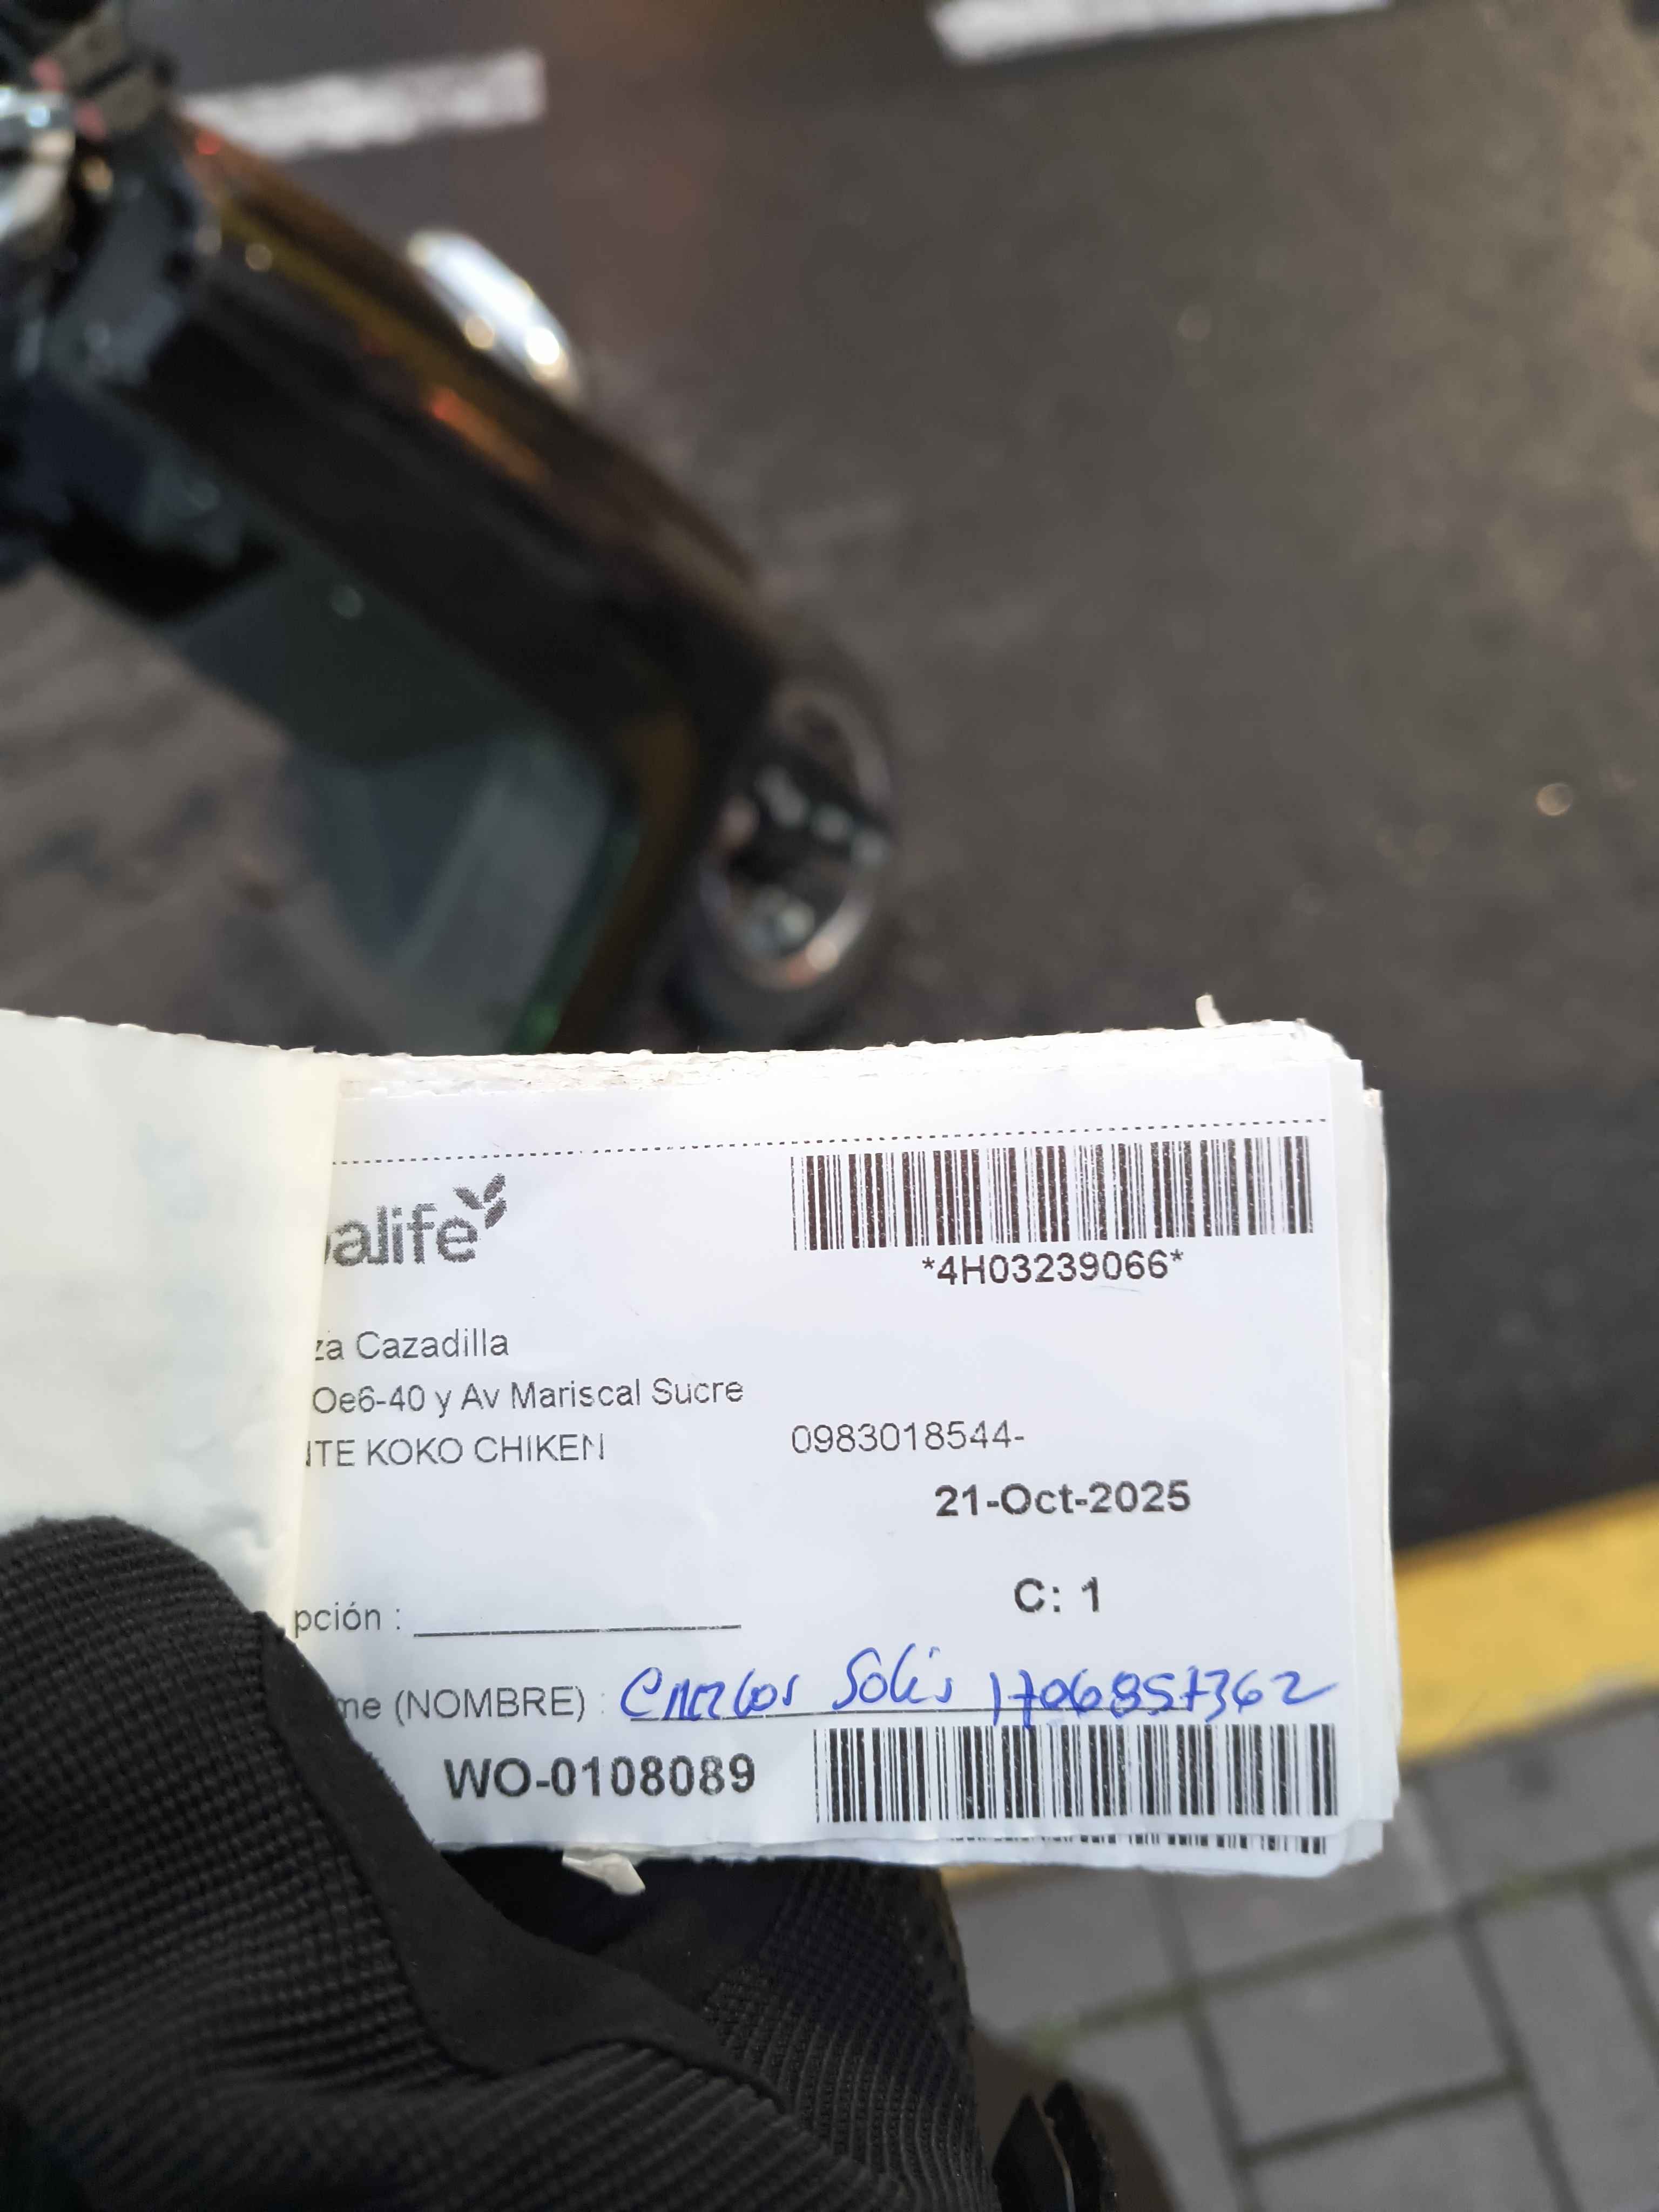 alife
*4H03239066*
za Cazadilla
Oe6-40 y Av Mariscal Sucre
NTE KOKO CHIKEN 0983018544-
21-Oct-2025
C: 1
pción :
me (NOMBRE) : Carlos Solis 1706857362
WO-0108089